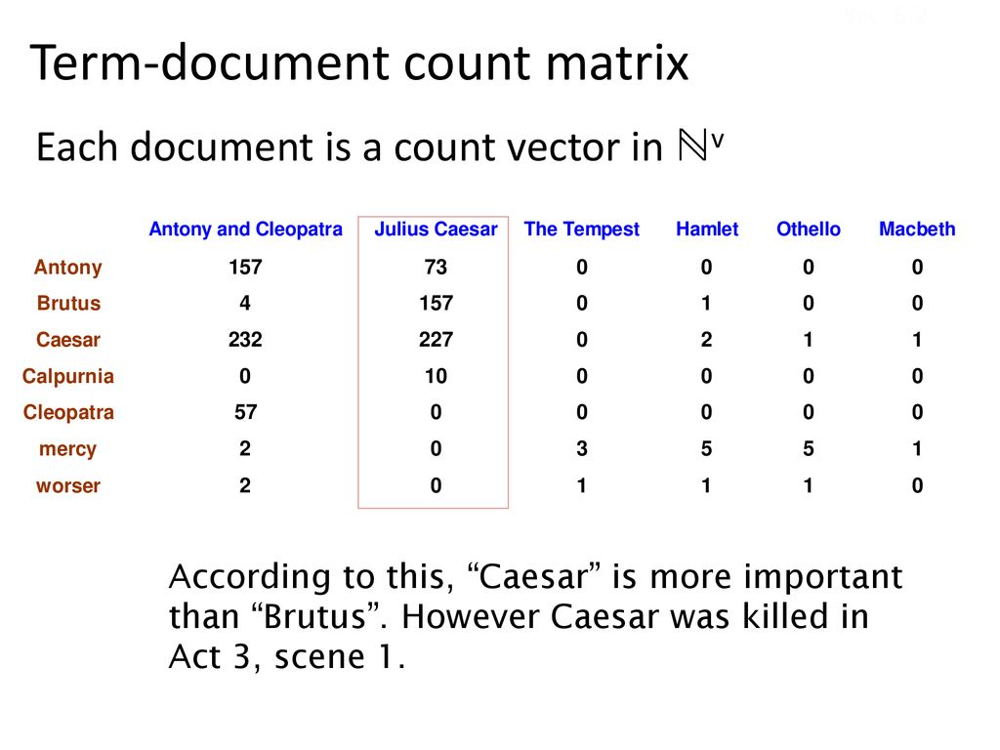 Sec. 6.2
Term-document count matrix
Each document is a count vector in ℕv
Antony and Cleopatra Julius Caesar The Tempest Hamlet Othello Macbeth
Antony 157 73 0 0 0 0
Brutus 4 157 0 1 0 0
Caesar 232 227 0 2 1 1
Calpurnia 0 10 0 0 0 0
Cleopatra 57 0 0 0 0 0
mercy 2 0 3 5 5 1
worser 2 0 1 1 1 0
According to this, “Caesar” is more important
than “Brutus”. However Caesar was killed in
Act 3, scene 1.